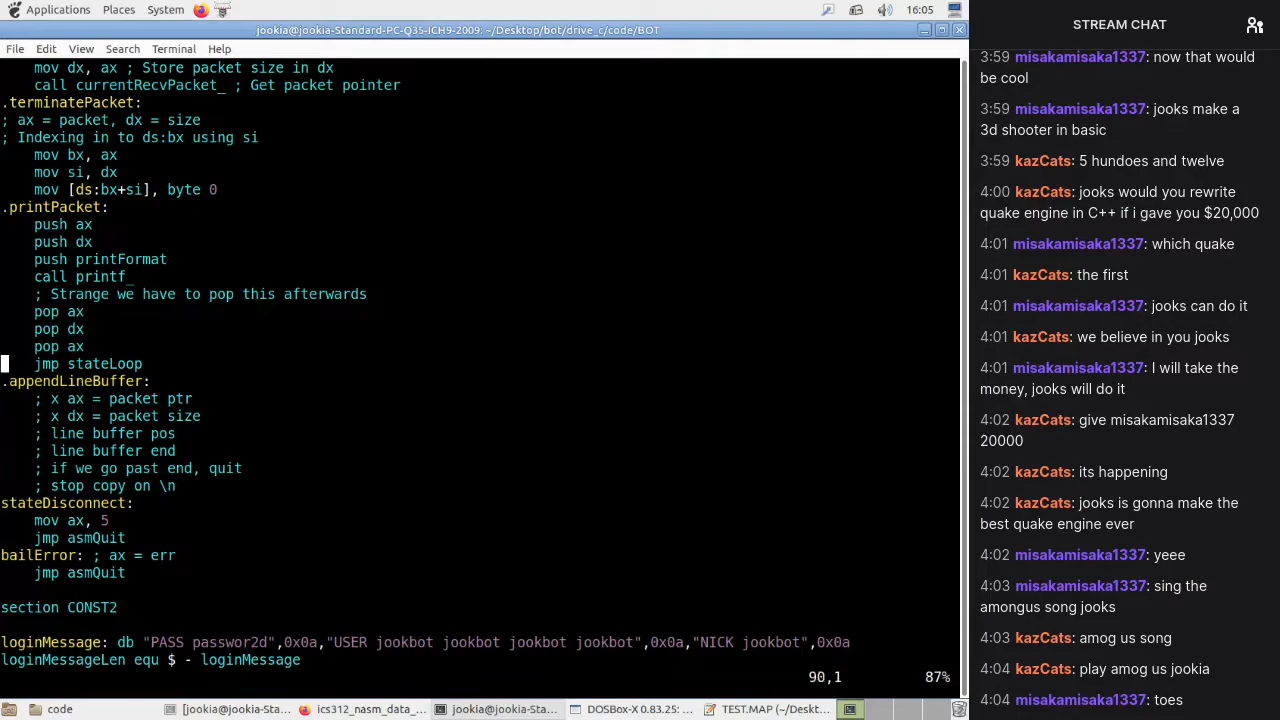 Applications Places System 16:05
jookia@jookia-Standard-PC-Q35-ICH9-2009: ~/Desktop/bot/drive_c/code/BOT
File Edit View Search Terminal Help
mov dx, ax ; Store packet size in dx
call currentRecvPacket_ ; Get packet pointer
.terminatePacket:
; ax = packet, dx = size
; Indexing in to ds:bx using si
mov bx, ax
mov si, dx
mov [ds:bx+si], byte 0
.printPacket:
push ax
push dx
push printFormat
call printf_
; Strange we have to pop this afterwards
pop ax
pop dx
pop ax
jmp stateLoop
.appendLineBuffer:
; x ax = packet ptr
; x dx = packet size
; line buffer pos
; line buffer end
; if we go past end, quit
; stop copy on \n
stateDisconnect:
mov ax, 5
jmp asmQuit
bailError: ; ax = err
jmp asmQuit
section CONST2
loginMessage: db "PASS passwor2d",0x0a,"USER jookbot jookbot jookbot jookbot",0x0a,"NICK jookbot",0x0a
loginMessageLen equ $ - loginMessage
90,1 87%
code [jookia@jookia-Sta... ics312_nasm_data_... jookia@jookia-Sta... DOSBox-X 0.83.25: ... TEST.MAP (~/Deskt...
STREAM CHAT
3:59 misakamisaka1337: now that would
be cool
3:59 misakamisaka1337: jooks make a
3d shooter in basic
3:59 kazCats: 5 hundoes and twelve
4:00 kazCats: jooks would you rewrite
quake engine in C++ if i gave you $20,000
4:01 misakamisaka1337: which quake
4:01 kazCats: the first
4:01 misakamisaka1337: jooks can do it
4:01 kazCats: we believe in you jooks
4:01 misakamisaka1337: I will take the
money, jooks will do it
4:02 kazCats: give misakamisaka1337
20000
4:02 kazCats: its happening
4:02 kazCats: jooks is gonna make the
best quake engine ever
4:02 misakamisaka1337: yeee
4:03 misakamisaka1337: sing the
amongus song jooks
4:03 kazCats: amog us song
4:04 kazCats: play amog us jookia
4:04 misakamisaka1337: toes